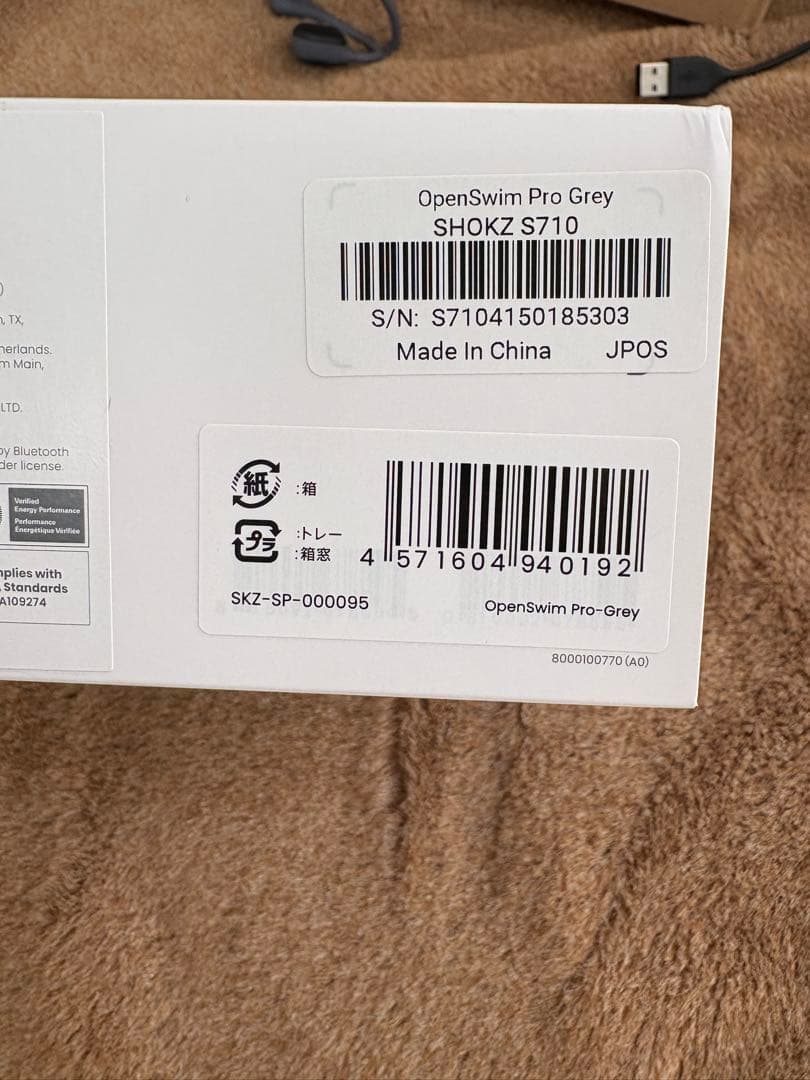 OpenSwim Pro Grey
SHOKZ S710
S/N: S7104150185303
Made In China JPOS
)
, TX,
herlands.
m Main,
LTD.
by Bluetooth
der license.
Verified
Energy Performance
Performance
Énergétique Vérifiée
mplies with
Standards
A109274
紙 :箱
プラ :トレー
:箱窓
4 571604 940192
SKZ-SP-000095
OpenSwim Pro-Grey
8000100770 (A0)